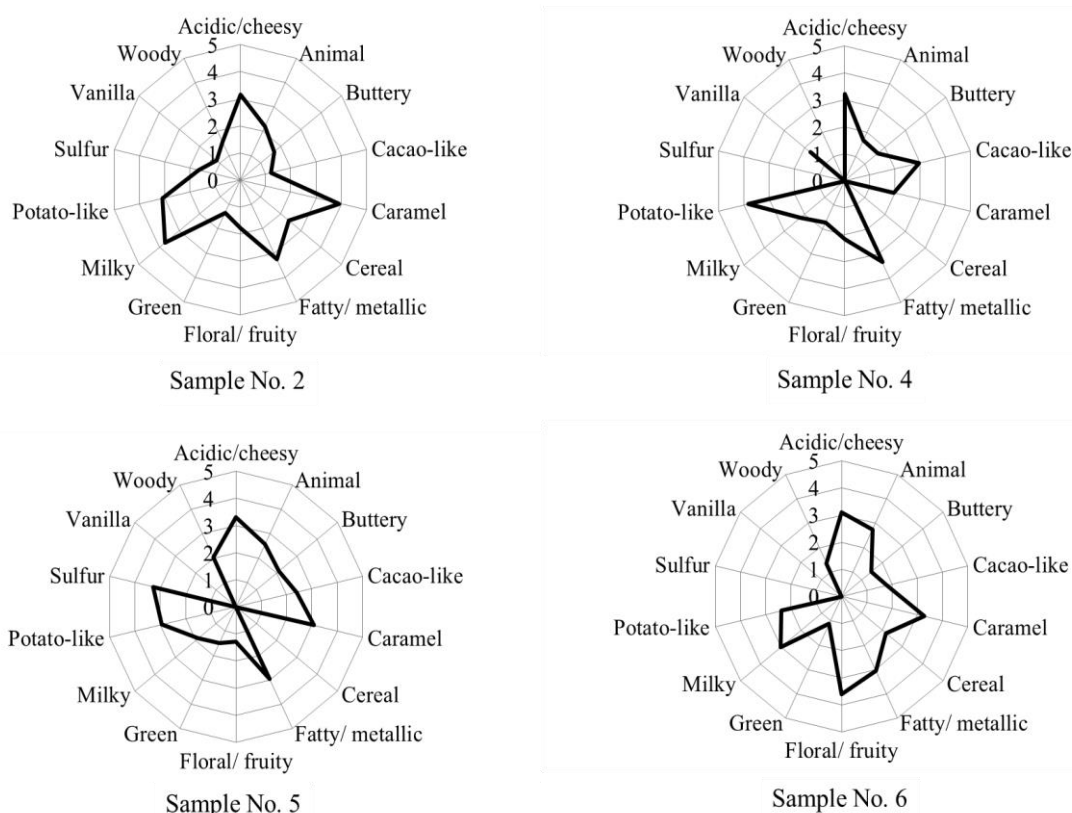 Acidic/cheesy
Woody
Animal
Vanilla
Buttery
Sulfur
Cacao-like
Potato-like
Caramel
Milky
Cereal
Green
Fatty/ metallic
Floral/ fruity
5
4
3
2
1
0
Sample No. 2
Acidic/cheesy
Woody
Animal
Vanilla
Buttery
Sulfur
Cacao-like
Potato-like
Caramel
Milky
Cereal
Green
Fatty/ metallic
Floral/ fruity
5
4
3
2
1
0
Sample No. 4
Acidic/cheesy
Woody
Animal
Vanilla
Buttery
Sulfur
Cacao-like
Potato-like
Caramel
Milky
Cereal
Green
Fatty/ metallic
Floral/ fruity
5
4
3
2
1
0
Sample No. 5
Acidic/cheesy
Woody
Animal
Vanilla
Buttery
Sulfur
Cacao-like
Potato-like
Caramel
Milky
Cereal
Green
Fatty/ metallic
Floral/ fruity
5
4
3
2
1
0
Sample No. 6